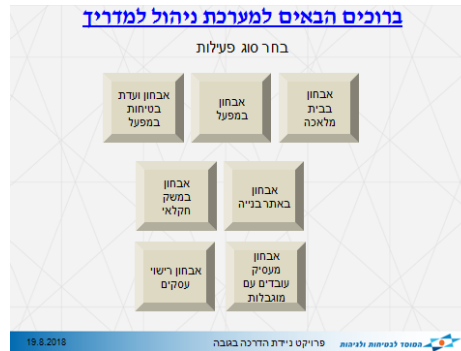 ברוכים הבאים למערכת ניהול למדריך
בחר סוג פעילות
אבחון
בבית
מלאכה
אבחון
במפעל
אבחון ועדת
בטיחות
במפעל
אבחון
באתר בנייה
אבחון
במשק
חקלאי
אבחון
מעסיק
עובדים עם
מוגבלות
אבחון רישוי
עסקים
המוסד לבטיחות ולגיהות
פרויקט ניידת הדרכה בגובה
19.8.2018